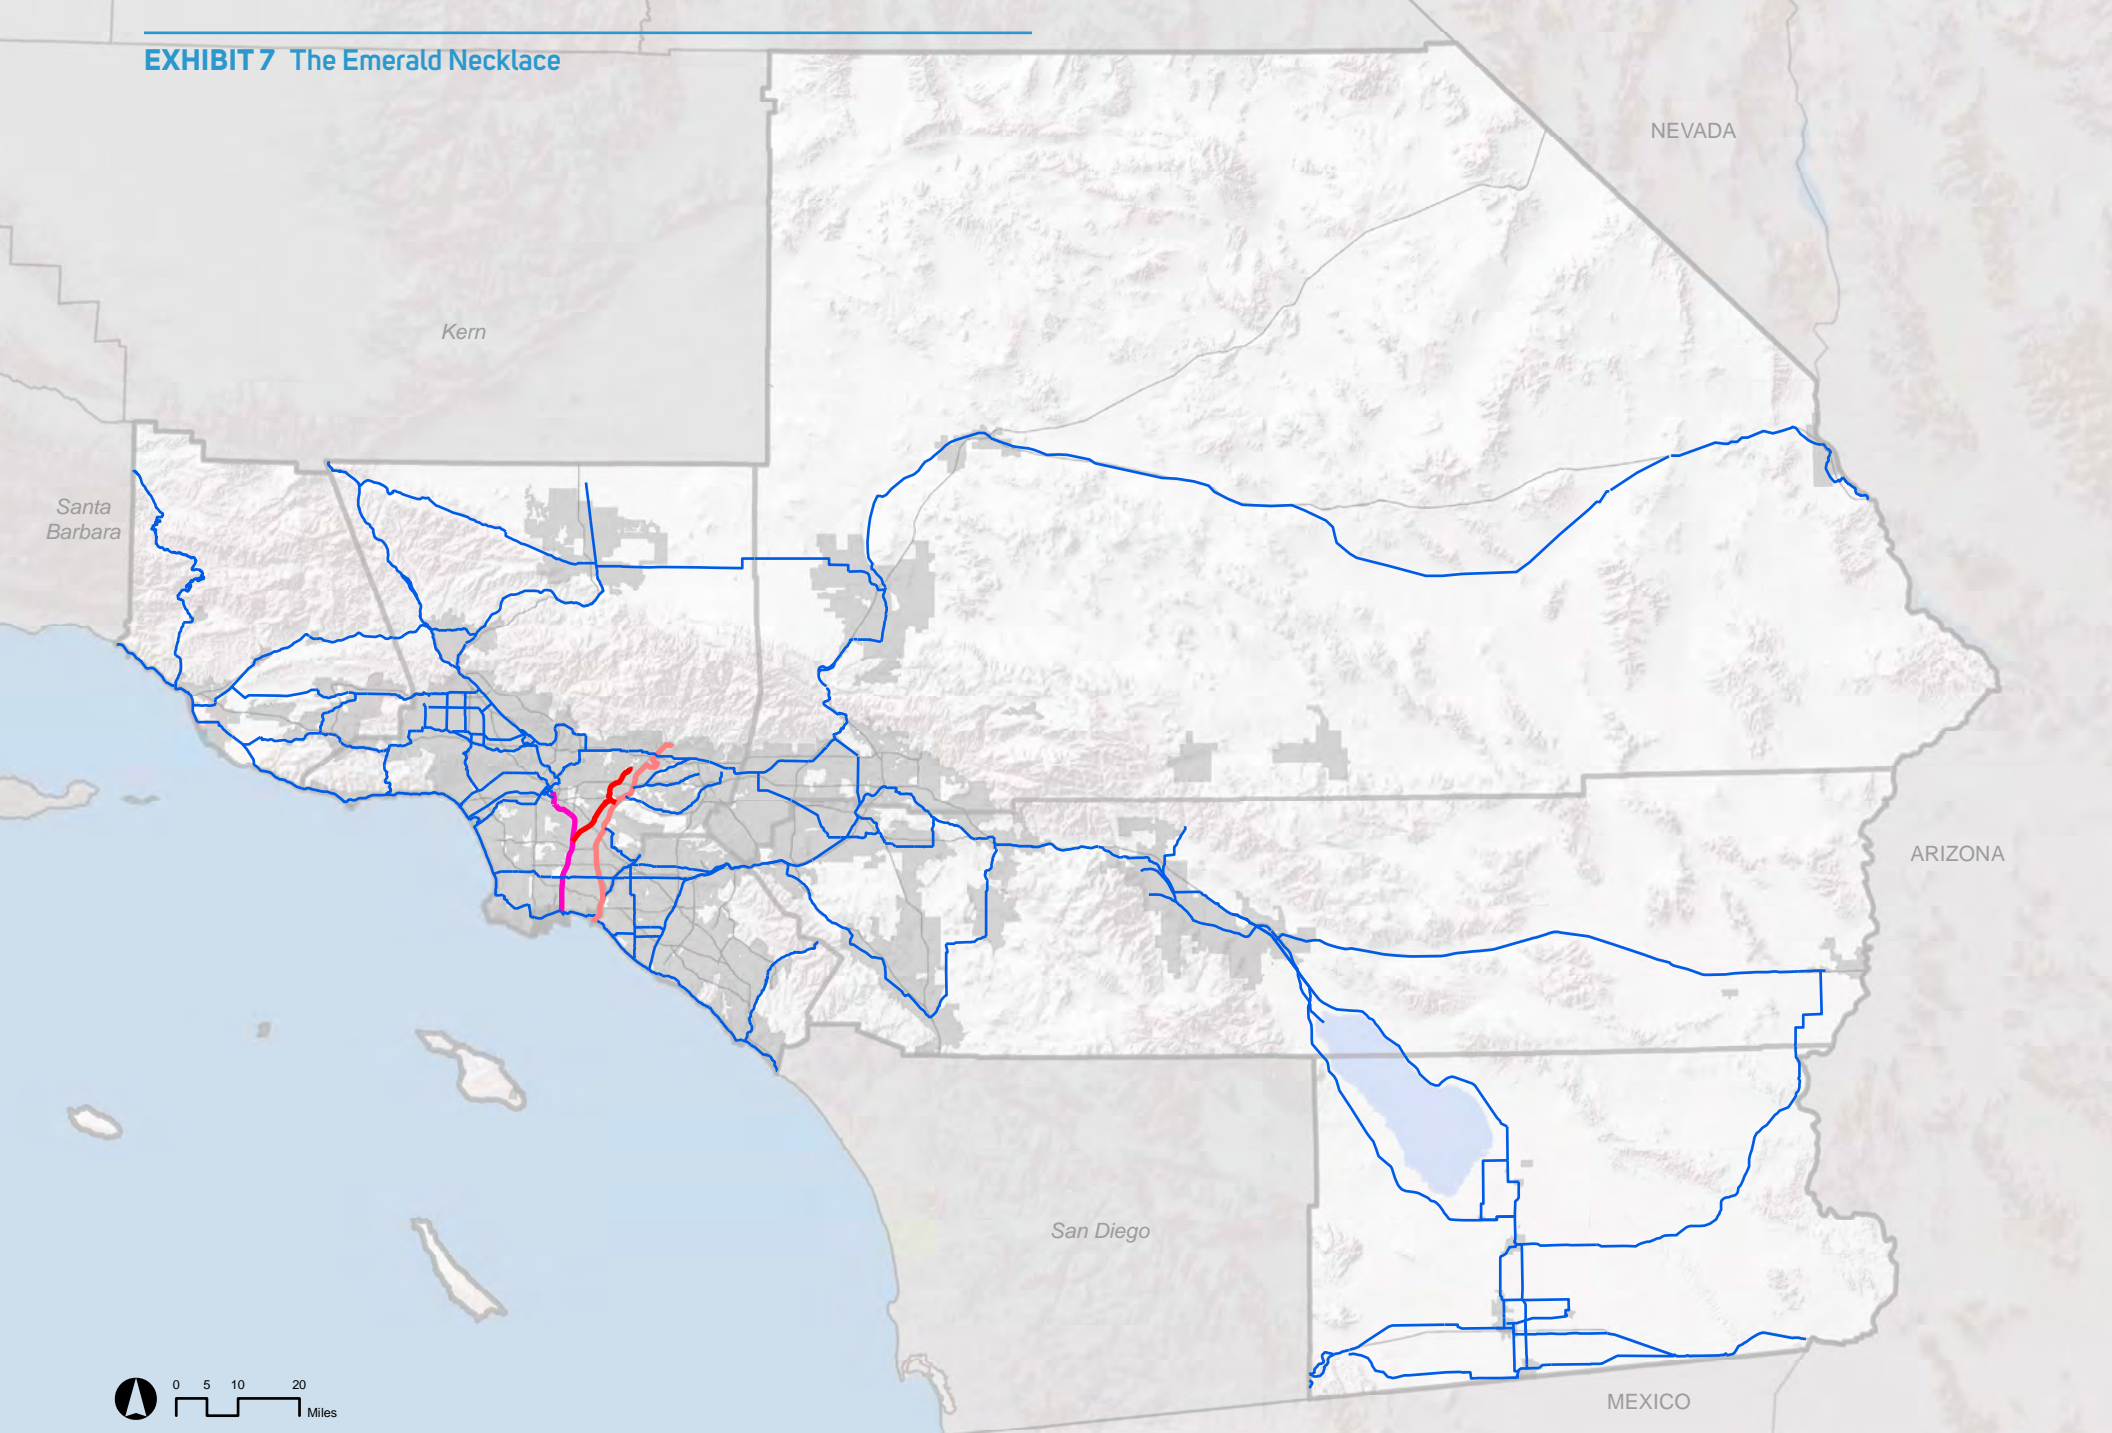 EXHIBIT 7 The Emerald Necklace
NEVADA
Kern
Santa
Barbara
ARIZONA
San Diego
0 5 10 20
Miles
MEXICO